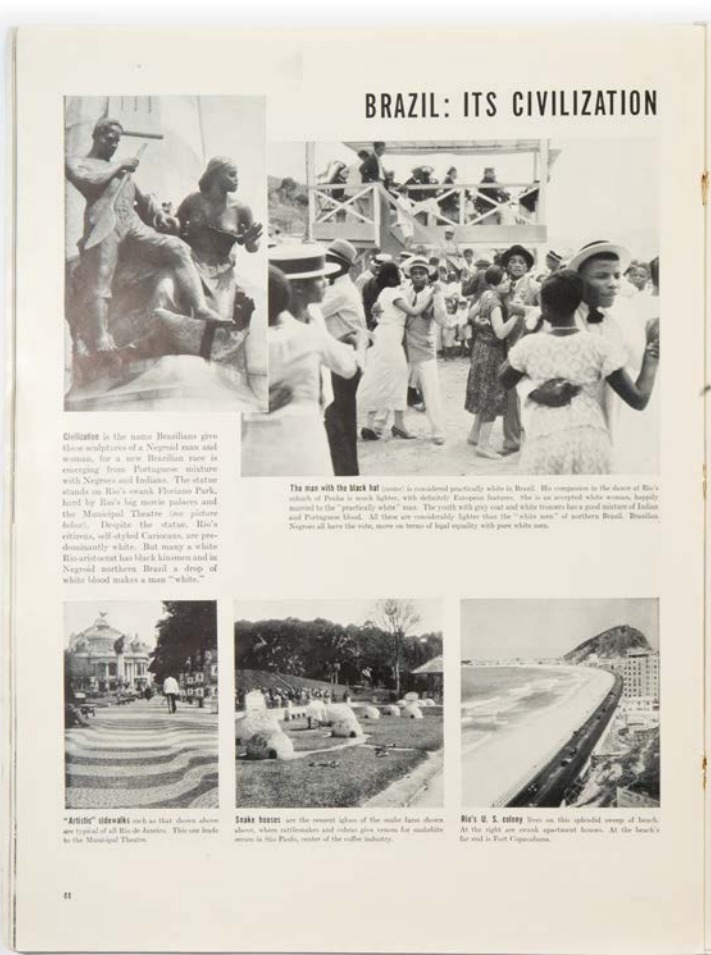 BRAZIL: ITS CIVILIZATION
Civilization is the name Brazilians give
these sculptures of a Negroid man and
woman, for a new Brazilian race is
emerging from Portuguese mixture
with Negroes and Indians. The statue
stands on Rio's swank Floriano Park,
lined by Rio's big movie palaces and
the Municipal Theatre (see picture
below). Despite the statue, Rio's
citizens, self-styled Cariocans, are pre-
dominantly white. But many a white
Rio aristocrat has black kinsmen and in
Negroid northern Brazil a drop of
white blood makes a man "white."
The man with the black hat (center) is considered practically white in Brazil. His companion in the dance at Rio's
suburb of Penha is much lighter, with definitely European features. She is an accepted white woman, happily
married to the "practically white" man. The youth with grey coat and white trousers has a good mixture of Indian
and Portuguese blood. All these are considerably lighter than the "white men" of northern Brazil. Brazilian
Negroes all have the vote, move on terms of legal equality with pure white men.
"Artistic" sidewalks such as that shown above
are typical of all Rio de Janeiro. This one leads
to the Municipal Theatre.
Snake houses are the cement igloos of the snake farm shown
above, where rattlesnakes and cobras give venom for snakebite
serum in São Paulo, center of the coffee industry.
Rio's U. S. colony lives on this splendid sweep of beach.
At the right are swank apartment houses. At the beach's
far end is Fort Copacabana.